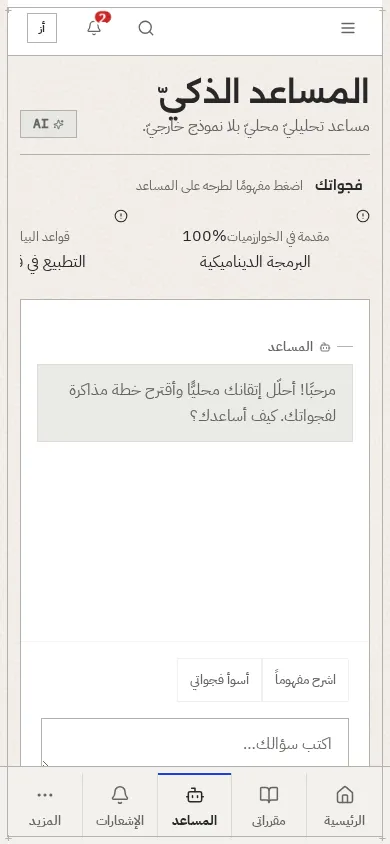 2
أز
المساعد الذكيّ
مساعد تحليليّ محليّ بلا نموذج خارجيّ.
AI
فجواتك
اضغط مفهومًا لطرحه على المساعد
مقدمة في الخوارزميات 100%
البرمجة الديناميكية
قواعد البيا
التطبيع في
المساعد
مرحبًا! أحلّل إتقانك محليًّا وأقترح خطة مذاكرة
لفجواتك. كيف أساعدك؟
اشرح مفهوماً
أسوأ فجواتي
اكتب سؤالك...
الرئيسية
مقرراتي
المساعد
الإشعارات
المزيد